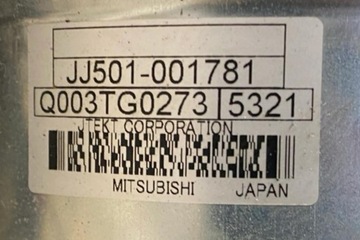 JJ501-001781
Q003TG0273 5321
JTEKT CORPORATION
MITSUBISHI JAPAN